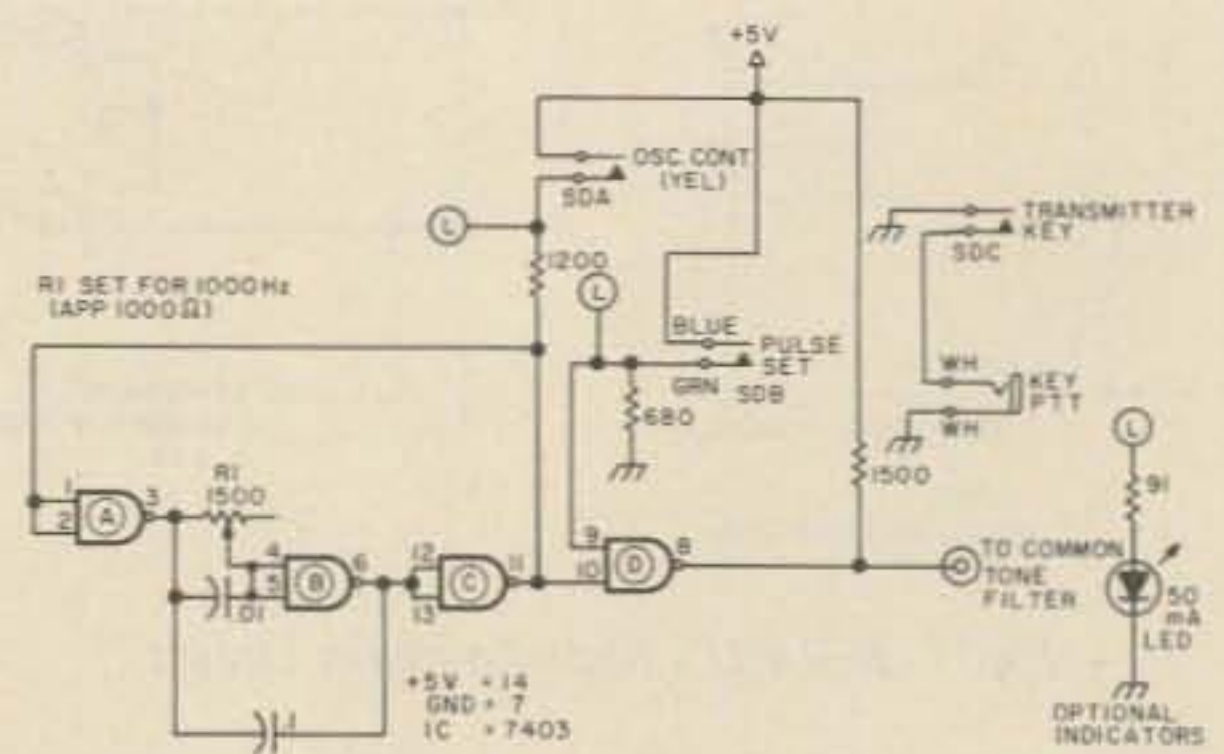 +5V
OSC. CONT
(YEL)
SDA
L
TRANSMITTER
KEY
SDC
1200
R1 SET FOR 1000Hz
(APP 1000Ω)
L
BLUE
PULSE
SET
GRN
SDB
WH
KEY
PTT
WH
680
L
1500
91
R1
1500
1
2
A
3
4
5
B
6
.01
12
13
C
11
9
10
D
8
TO COMMON
TONE
FILTER
50
mA
LED
+5V = 14
GND = 7
IC = 7403
.1
OPTIONAL
INDICATORS